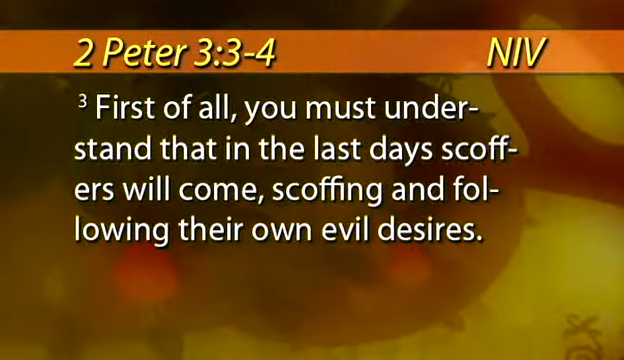 2 Peter 3:3-4 NIV
3 First of all, you must under-
stand that in the last days scoff-
ers will come, scoffing and fol-
lowing their own evil desires.